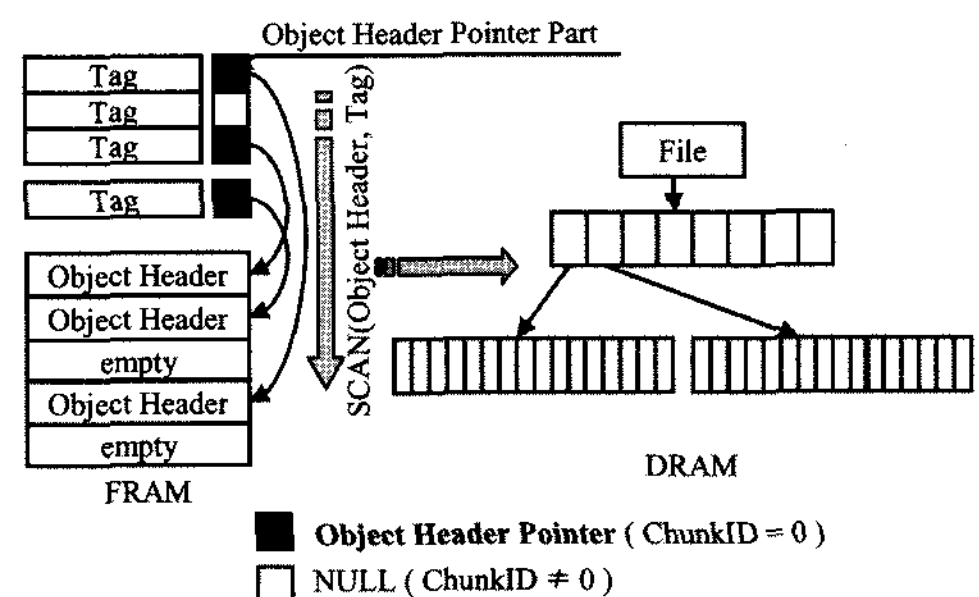 Object Header Pointer Part
Tag
Tag
Tag
Tag
Object Header
Object Header
empty
Object Header
empty
FRAM
SCAN(Object Header, Tag)
File
DRAM
Object Header Pointer ( ChunkID = 0 )
NULL ( ChunkID ≠ 0 )